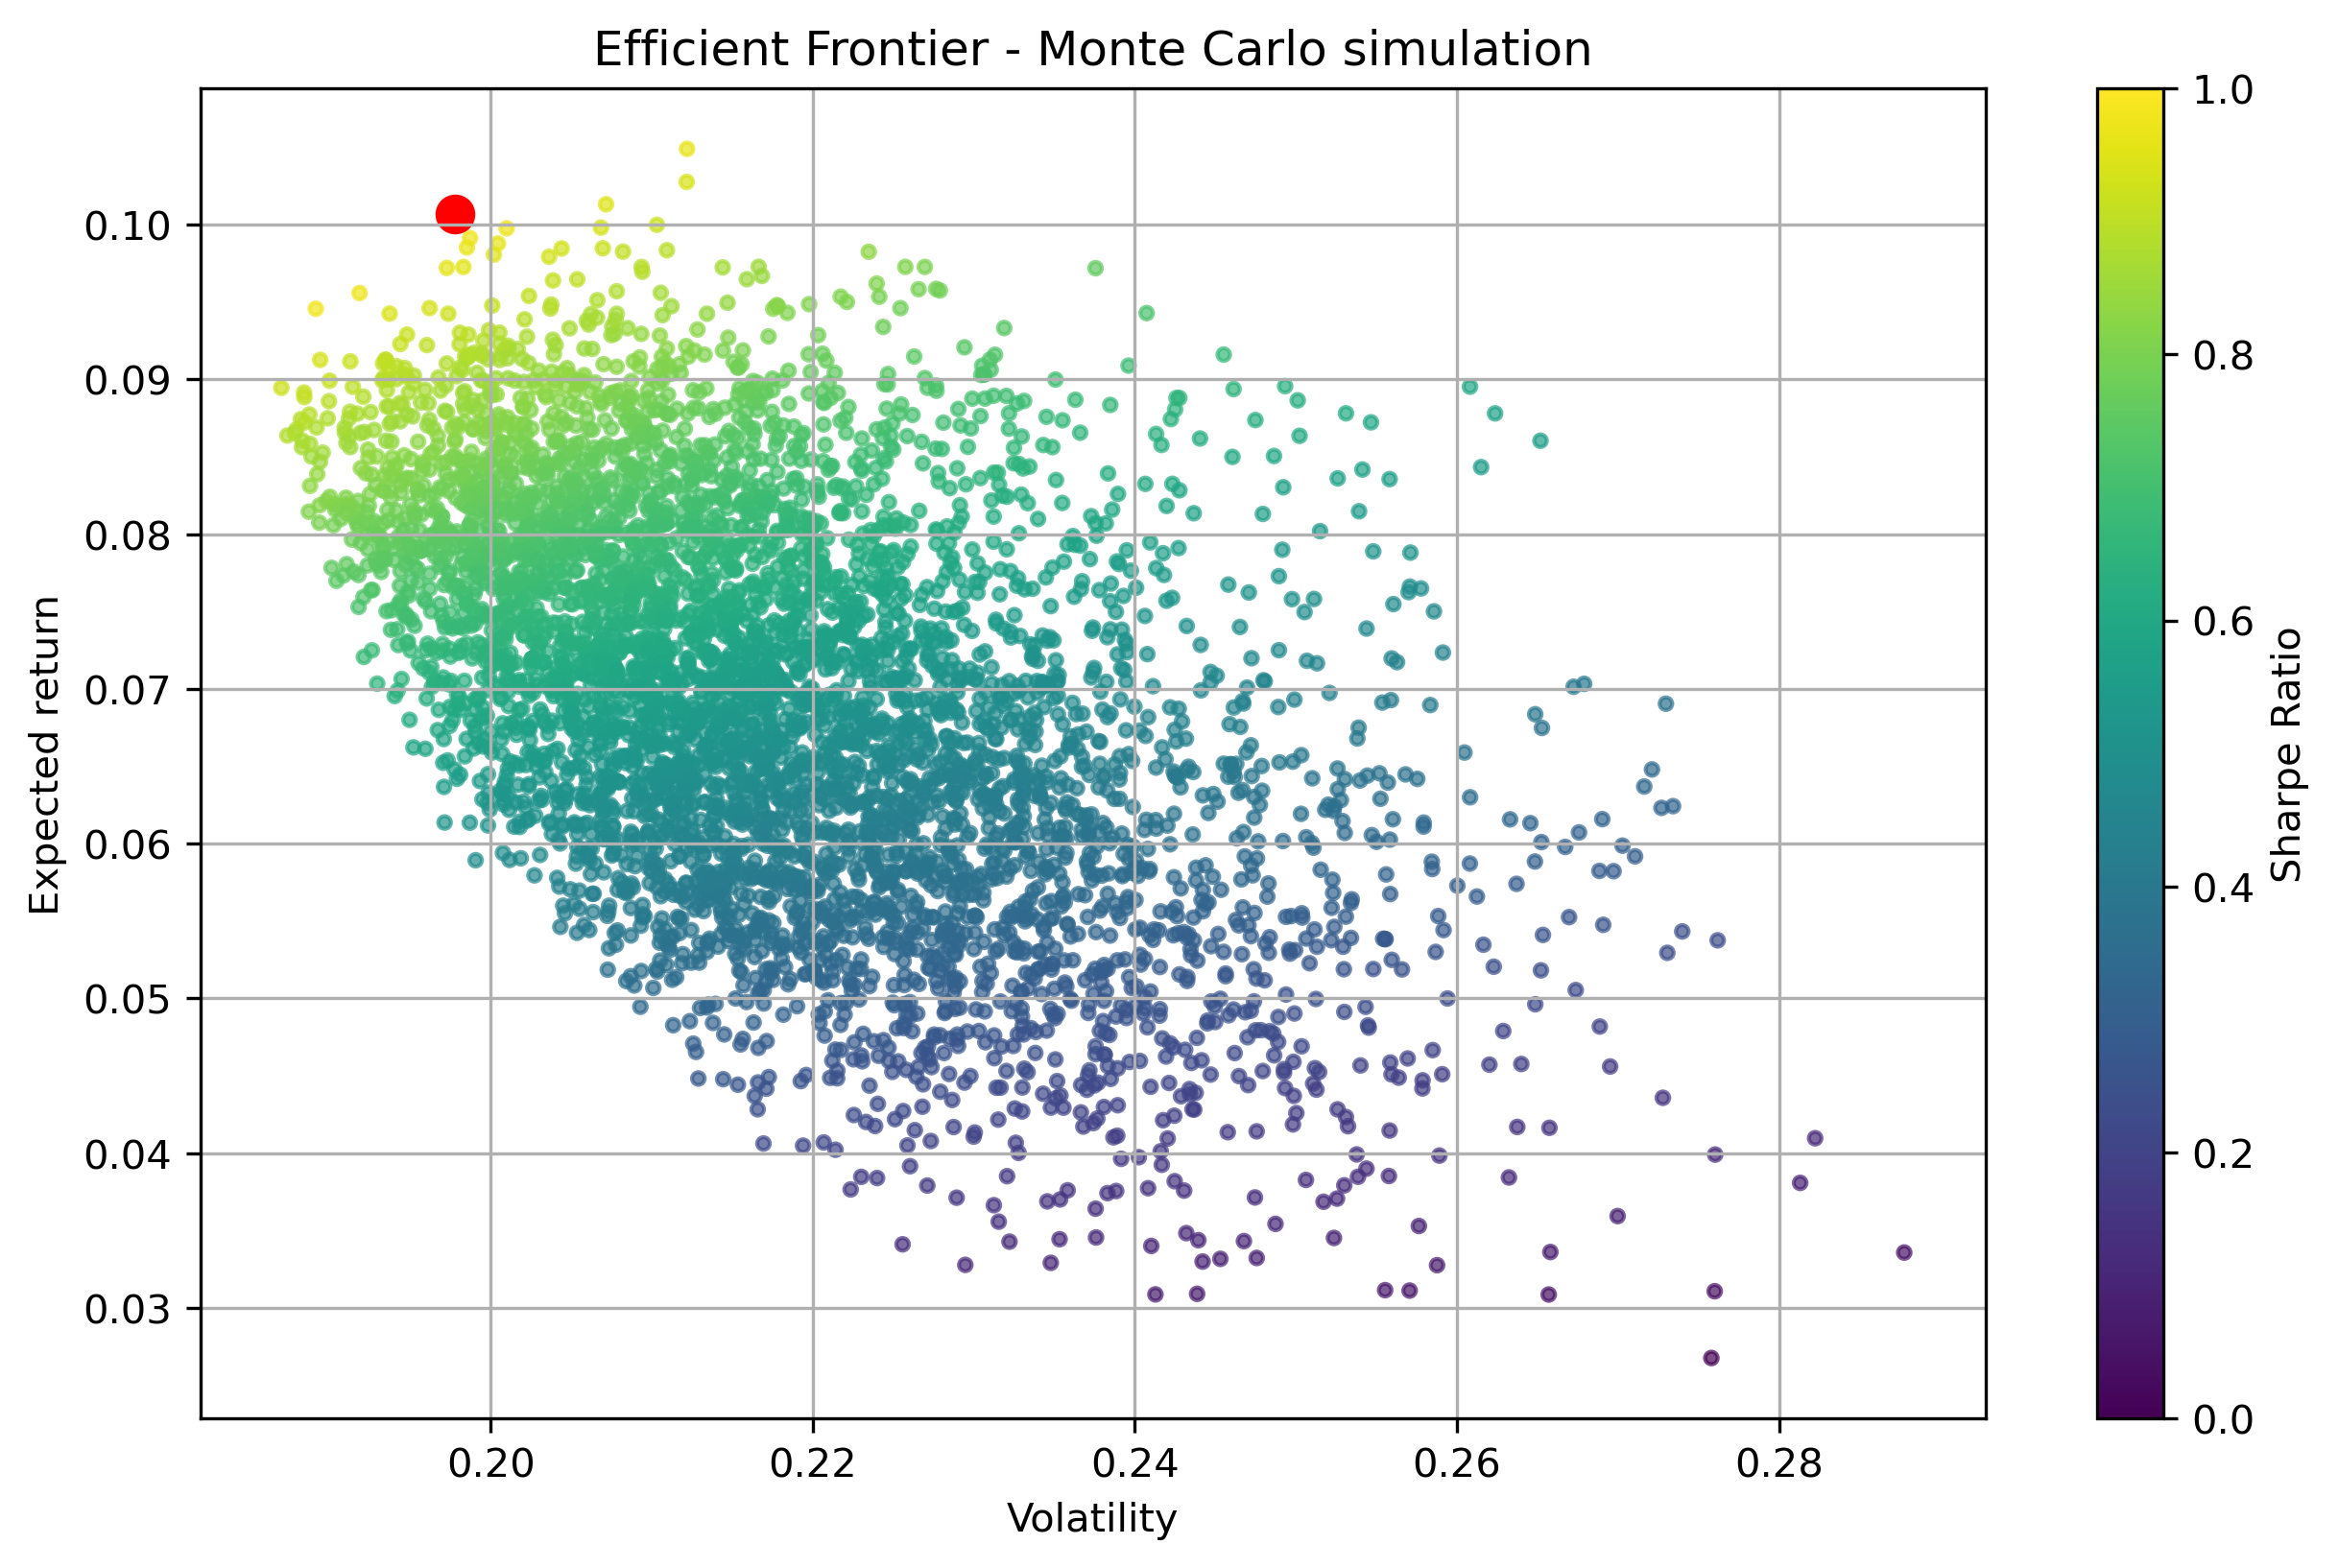 Efficient Frontier - Monte Carlo simulation
Expected return
0.10
0.09
0.08
0.07
0.06
0.05
0.04
0.03
0.20 0.22 0.24 0.26 0.28
Volatility
1.0
0.8
0.6
0.4
0.2
0.0
Sharpe Ratio